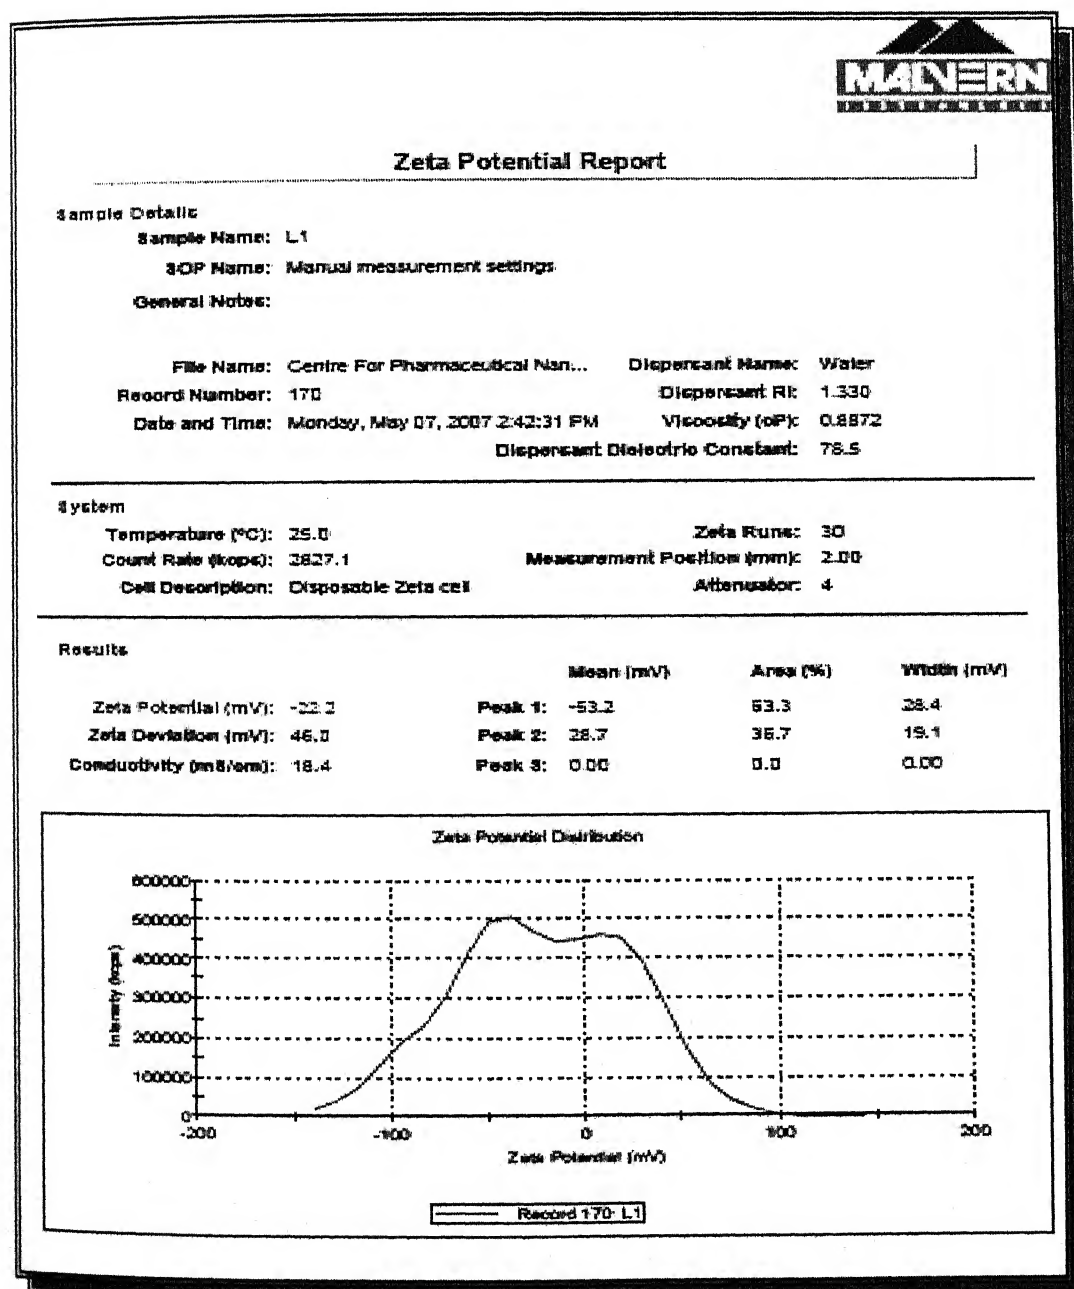 MALVERN
Zeta Potential Report
Sample Details
Sample Name: L1
SOP Name: Manual measurement settings
General Notes:
File Name: Centre For Pharmaceutical Nan... Dispersant Name: Water
Record Number: 170 Dispersant RI: 1.330
Date and Time: Monday, May 07, 2007 2:42:31 PM Viscosity (cP): 0.8872
Dispersant Dielectric Constant: 78.5
System
Temperature (ºC): 25.0 Zeta Runs: 30
Count Rate (kcps): 2827.1 Measurement Position (mm): 2.00
Cell Description: Disposable Zeta cell Attenuator: 4
Results
Mean (mV) Area (%) Width (mV)
Zeta Potential (mV): -22.2 Peak 1: -53.2 63.3 28.4
Zeta Deviation (mV): 46.0 Peak 2: 28.7 36.7 19.1
Conductivity (mS/cm): 18.4 Peak 3: 0.00 0.0 0.00
Zeta Potential Distribution
Intensity (kcps)
600000
500000
400000
300000
200000
100000
0
-200 -100 0 100 200
Zeta Potential (mV)
Record 170: L1